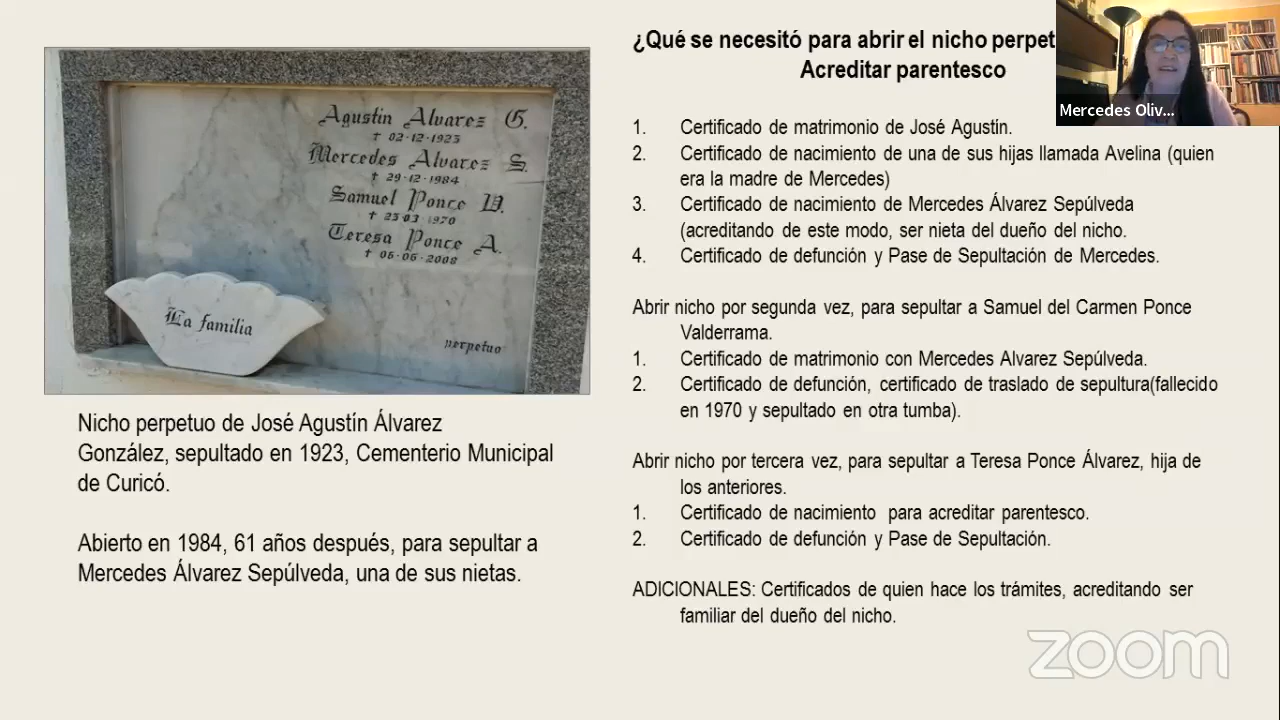 Agustin Alvarez G.
† 02-12-1923
Mercedes Alvarez S.
† 29-12-1984
Samuel Ponce V.
† 23-03-1970
Teresa Ponce A.
† 06-06-2008
La familia
perpetuo
Nicho perpetuo de José Agustín Álvarez
González, sepultado en 1923, Cementerio Municipal
de Curicó.
Abierto en 1984, 61 años después, para sepultar a
Mercedes Álvarez Sepúlveda, una de sus nietas.
¿Qué se necesitó para abrir el nicho perpet
Acreditar parentesco
1. Certificado de matrimonio de José Agustín.
2. Certificado de nacimiento de una de sus hijas llamada Avelina (quien
era la madre de Mercedes)
3. Certificado de nacimiento de Mercedes Álvarez Sepúlveda
(acreditando de este modo, ser nieta del dueño del nicho.
4. Certificado de defunción y Pase de Sepultación de Mercedes.
Abrir nicho por segunda vez, para sepultar a Samuel del Carmen Ponce
Valderrama.
1. Certificado de matrimonio con Mercedes Alvarez Sepúlveda.
2. Certificado de defunción, certificado de traslado de sepultura(fallecido
en 1970 y sepultado en otra tumba).
Abrir nicho por tercera vez, para sepultar a Teresa Ponce Álvarez, hija de
los anteriores.
1. Certificado de nacimiento para acreditar parentesco.
2. Certificado de defunción y Pase de Sepultación.
ADICIONALES: Certificados de quien hace los trámites, acreditando ser
familiar del dueño del nicho.
Mercedes Oliv...
zoom